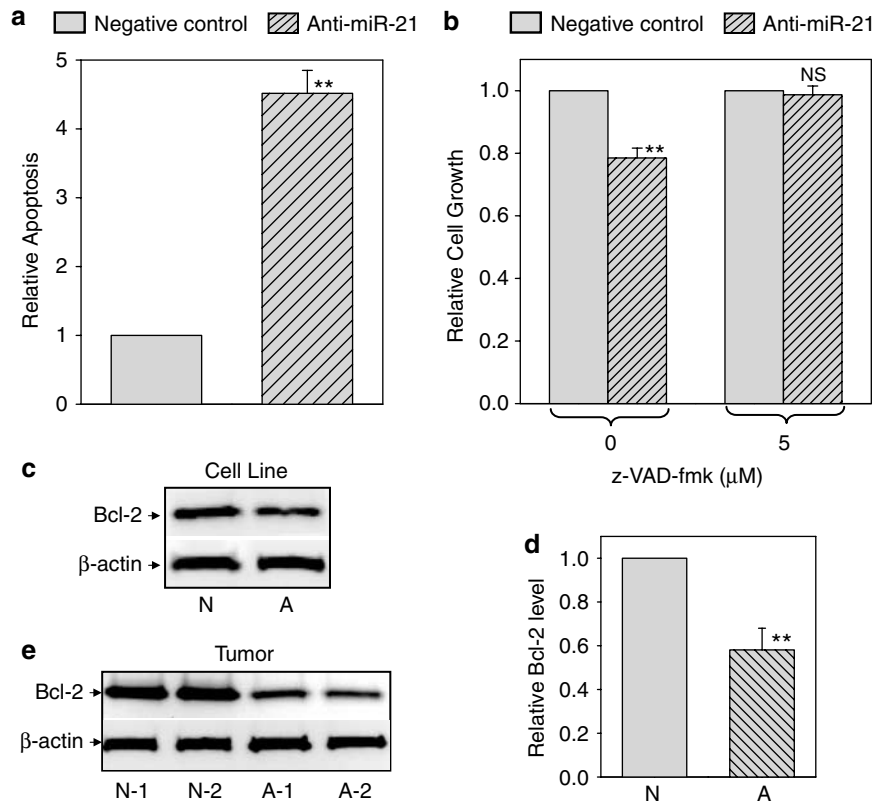 a
Negative control
Anti-miR-21
Relative Apoptosis
5
4
3
2
1
0
**
b
Negative control
Anti-miR-21
Relative Cell Growth
1.0
0.8
0.6
0.4
0.2
0.0
**
NS
0
5
z-VAD-fmk (μM)
c
Cell Line
Bcl-2
β-actin
N
A
d
Relative Bcl-2 level
1.0
0.8
0.6
0.4
0.2
0.0
**
N
A
e
Tumor
Bcl-2
β-actin
N-1
N-2
A-1
A-2